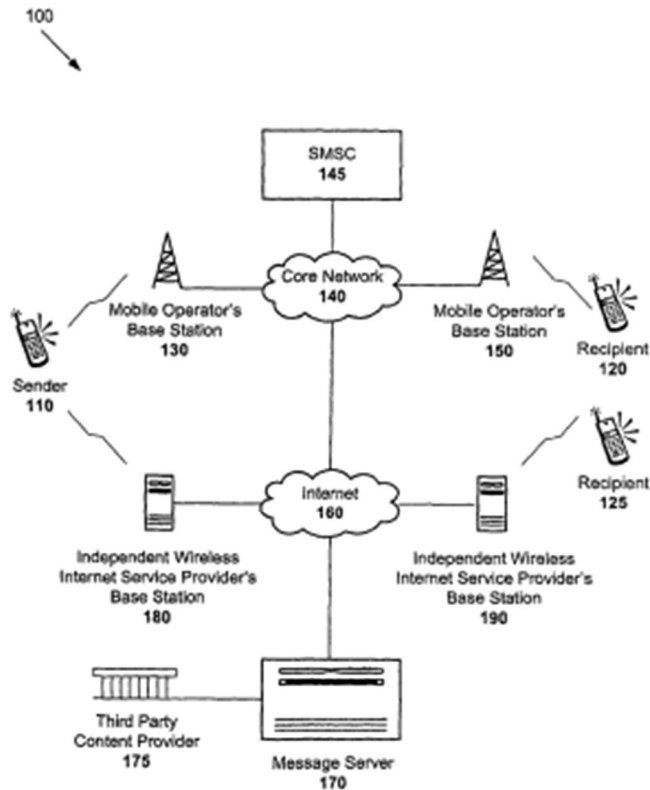 100
SMSC
145
Core Network
140
Mobile Operator's
Base Station
130
Mobile Operator's
Base Station
150
Sender
110
Recipient
120
Recipient
125
Internet
160
Independent Wireless
Internet Service Provider's
Base Station
180
Independent Wireless
Internet Service Provider's
Base Station
190
Third Party
Content Provider
175
Message Server
170